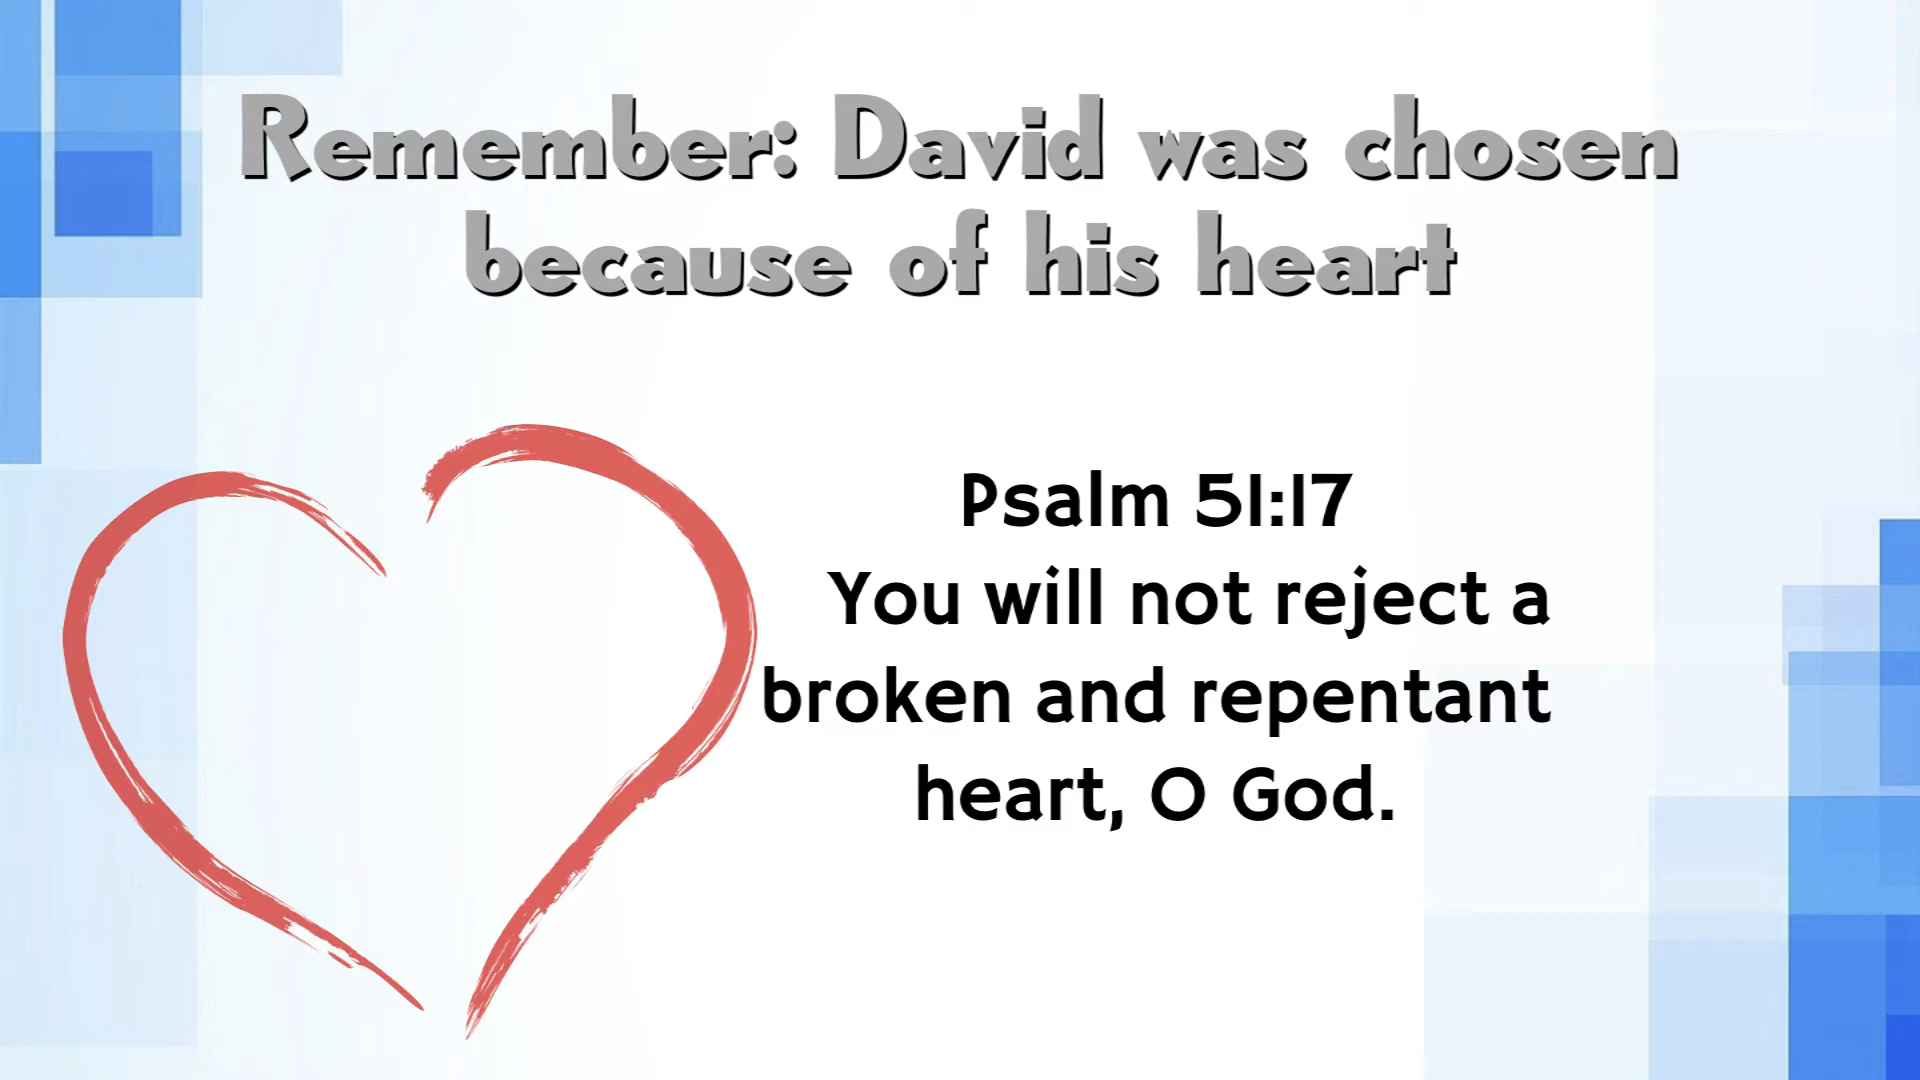 Remember: David was chosen
because of his heart
Psalm 51:17
You will not reject a
broken and repentant
heart, O God.